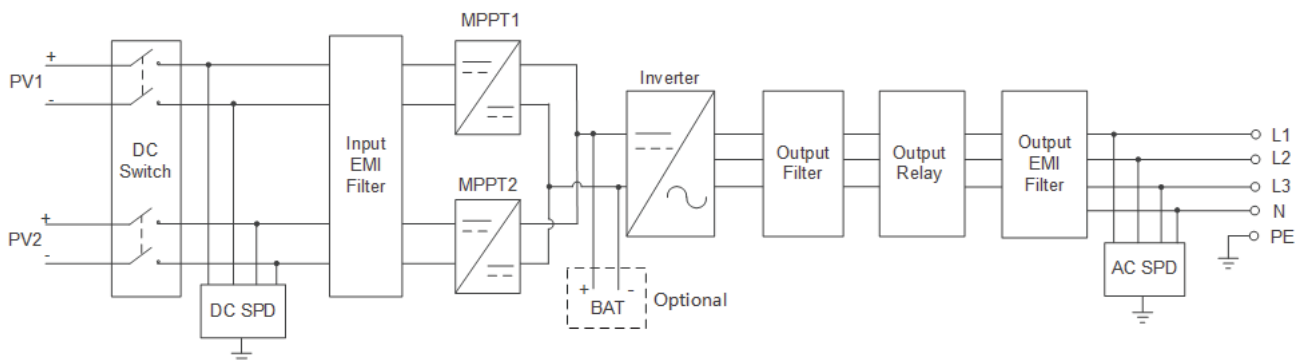 PV1
+
-
PV2
+
-
DC
Switch
DC SPD
Input
EMI
Filter
MPPT1
MPPT2
+ -
BAT
Optional
Inverter
Output
Filter
Output
Relay
Output
EMI
Filter
AC SPD
L1
L2
L3
N
PE